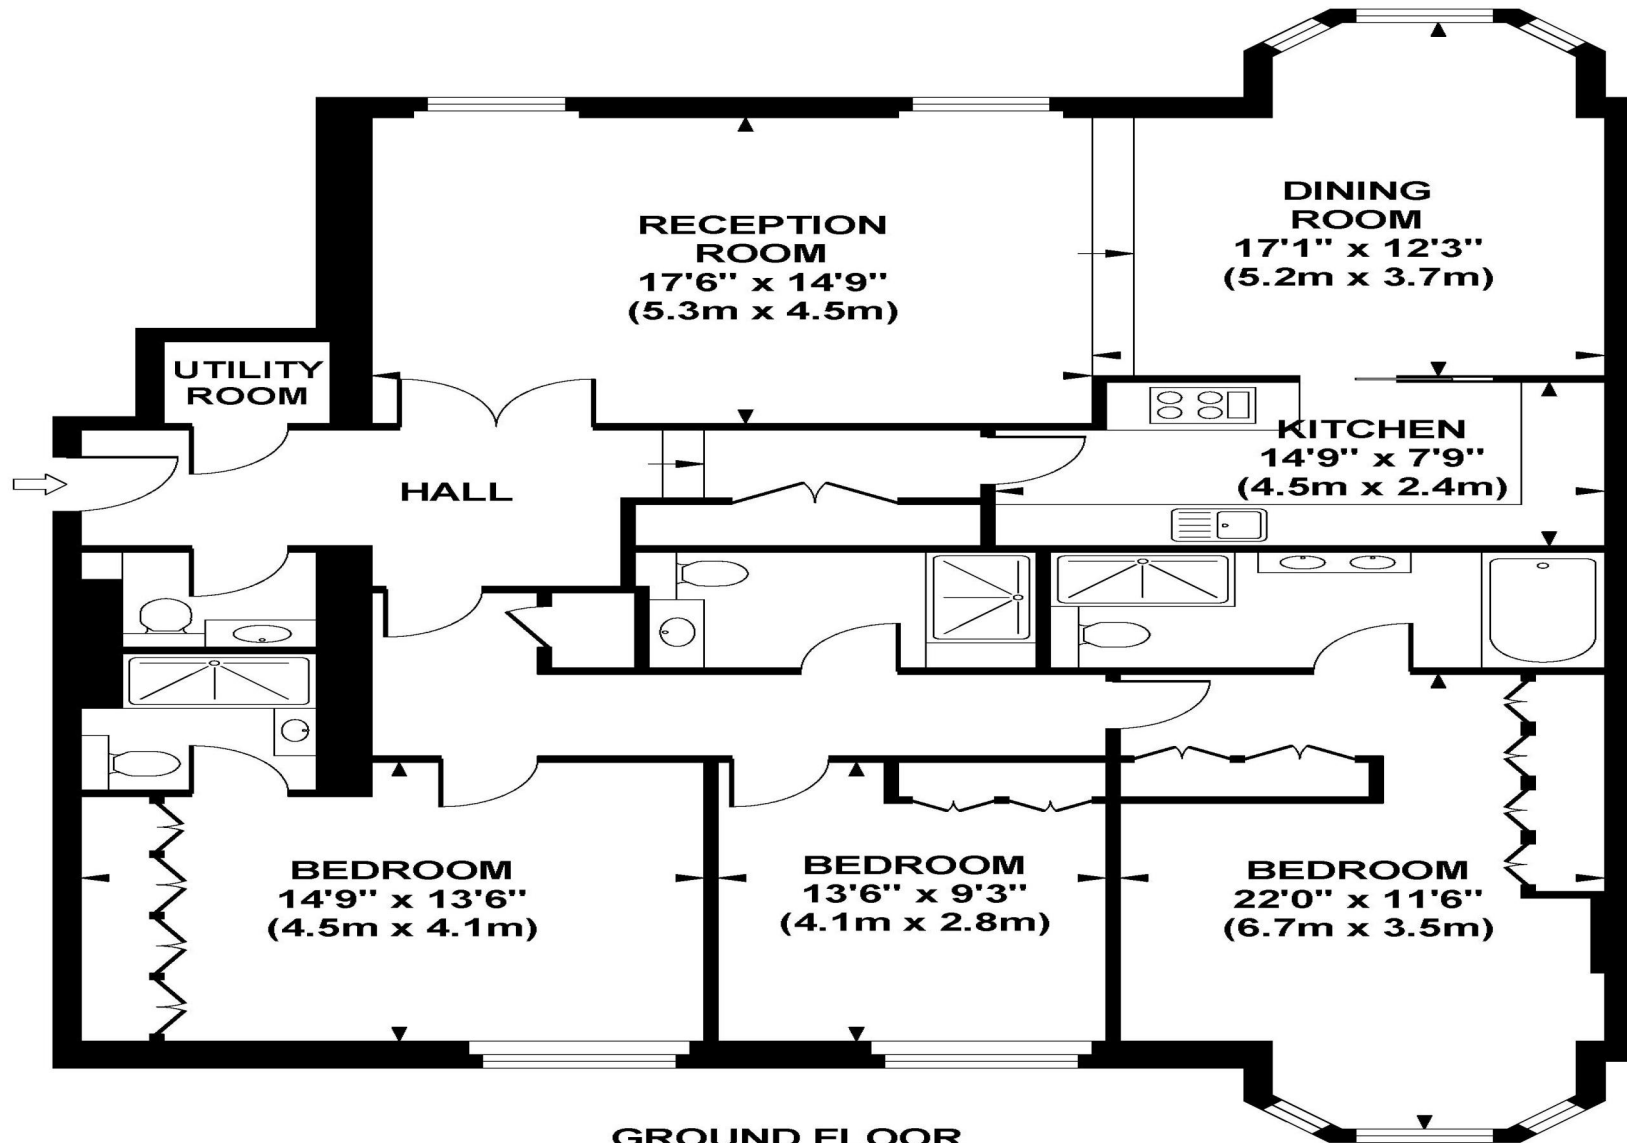 DINING
ROOM
17'1" x 12'3"
(5.2m x 3.7m)
RECEPTION
ROOM
17'6" x 14'9"
(5.3m x 4.5m)
UTILITY
ROOM
KITCHEN
14'9" x 7'9"
(4.5m x 2.4m)
HALL
BEDROOM
14'9" x 13'6"
(4.5m x 4.1m)
BEDROOM
13'6" x 9'3"
(4.1m x 2.8m)
BEDROOM
22'0" x 11'6"
(6.7m x 3.5m)
GROUND FLOOR